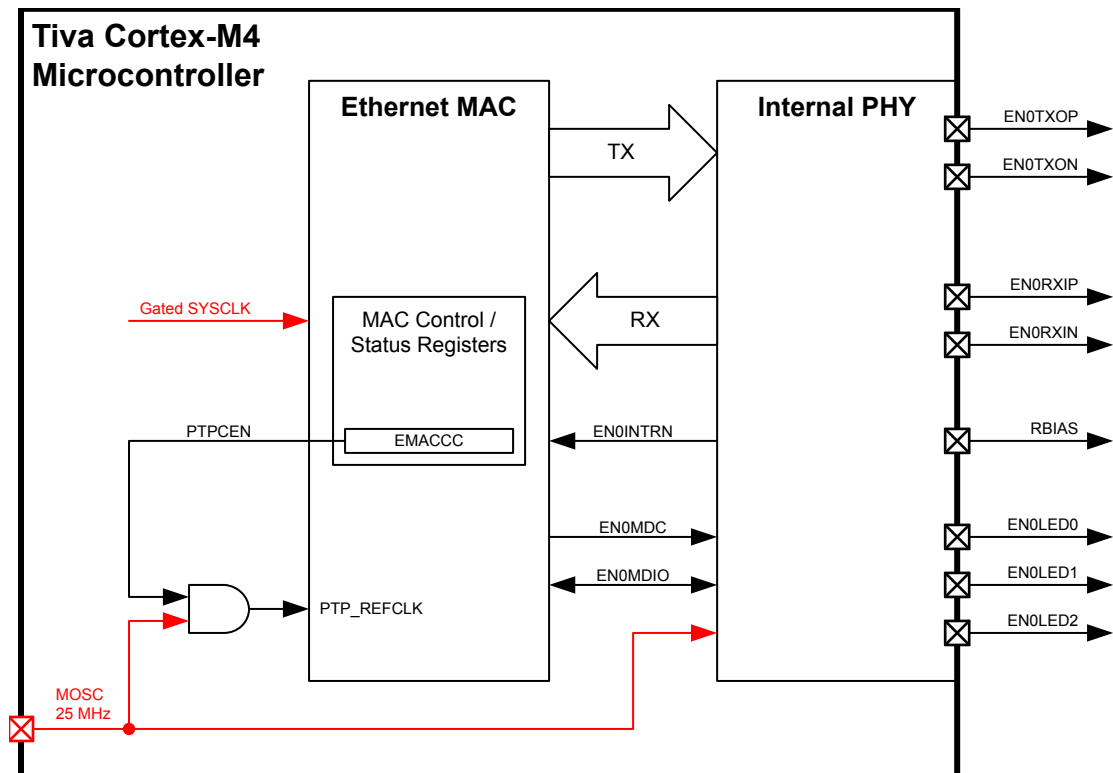 Tiva Cortex-M4
Microcontroller
Ethernet MAC
Internal PHY
TX
EN0TXOP
EN0TXON
Gated SYSCLK
MAC Control /
Status Registers
RX
EN0RXIP
EN0RXIN
PTPCEN
EMACCC
EN0INTRN
RBIAS
EN0MDC
EN0LED0
EN0MDIO
EN0LED1
PTP_REFCLK
EN0LED2
MOSC
25 MHz